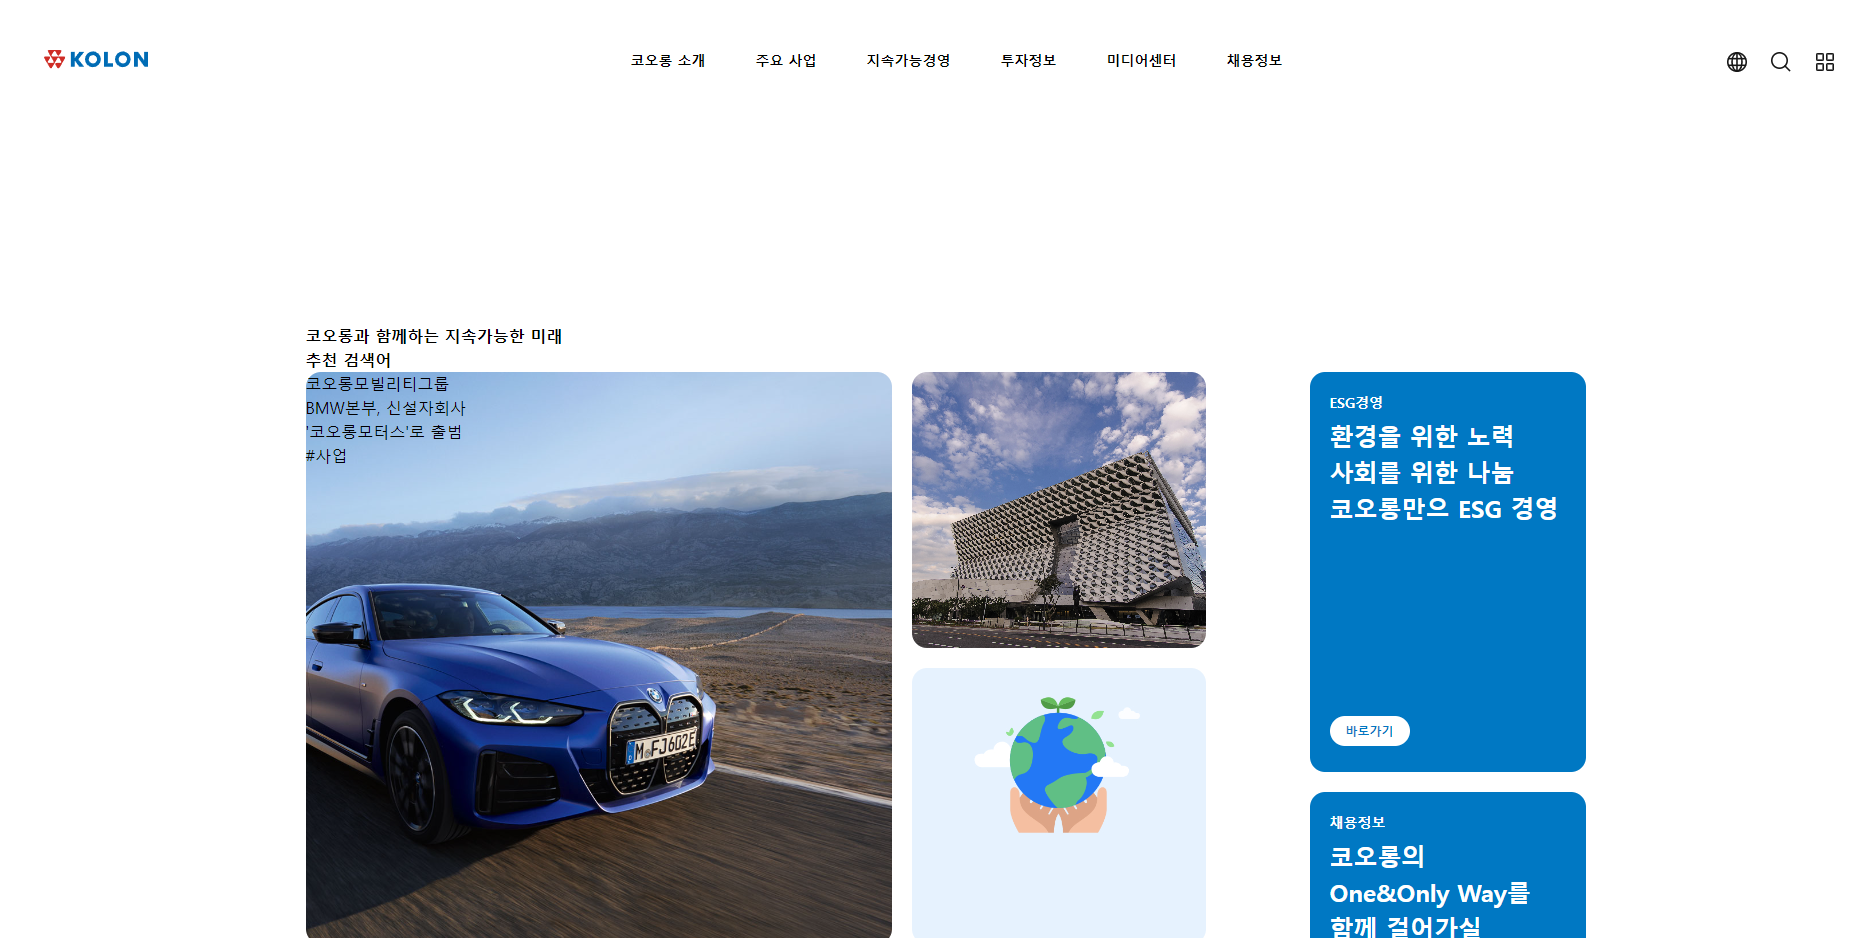 KOLON
코오롱 소개
주요 사업
지속가능경영
투자정보
미디어센터
채용정보
코오롱과 함께하는 지속가능한 미래
추천 검색어
코오롱모빌리티그룹
BMW본부, 신설자회사
'코오롱모터스'로 출범
#사업
M FJ602E
ESG경영
환경을 위한 노력
사회를 위한 나눔
코오롱만으 ESG 경영
바로가기
채용정보
코오롱의
One&Only Way를
함께 걸어가실